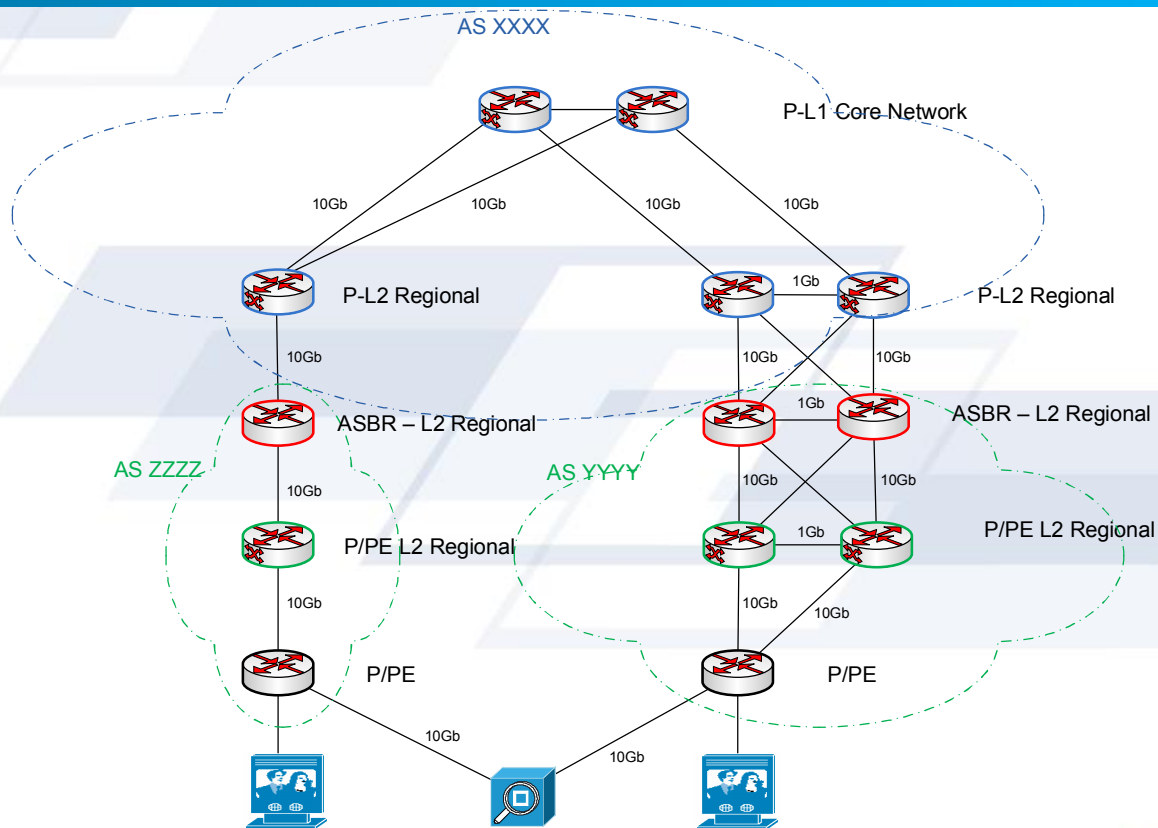 AS XXXX
P-L1 Core Network
10Gb
10Gb
10Gb
10Gb
P-L2 Regional
1Gb
P-L2 Regional
10Gb
10Gb
10Gb
ASBR – L2 Regional
1Gb
ASBR – L2 Regional
AS ZZZZ
AS YYYY
10Gb
10Gb
10Gb
P/PE L2 Regional
1Gb
P/PE L2 Regional
10Gb
10Gb
10Gb
P/PE
P/PE
10Gb
10Gb